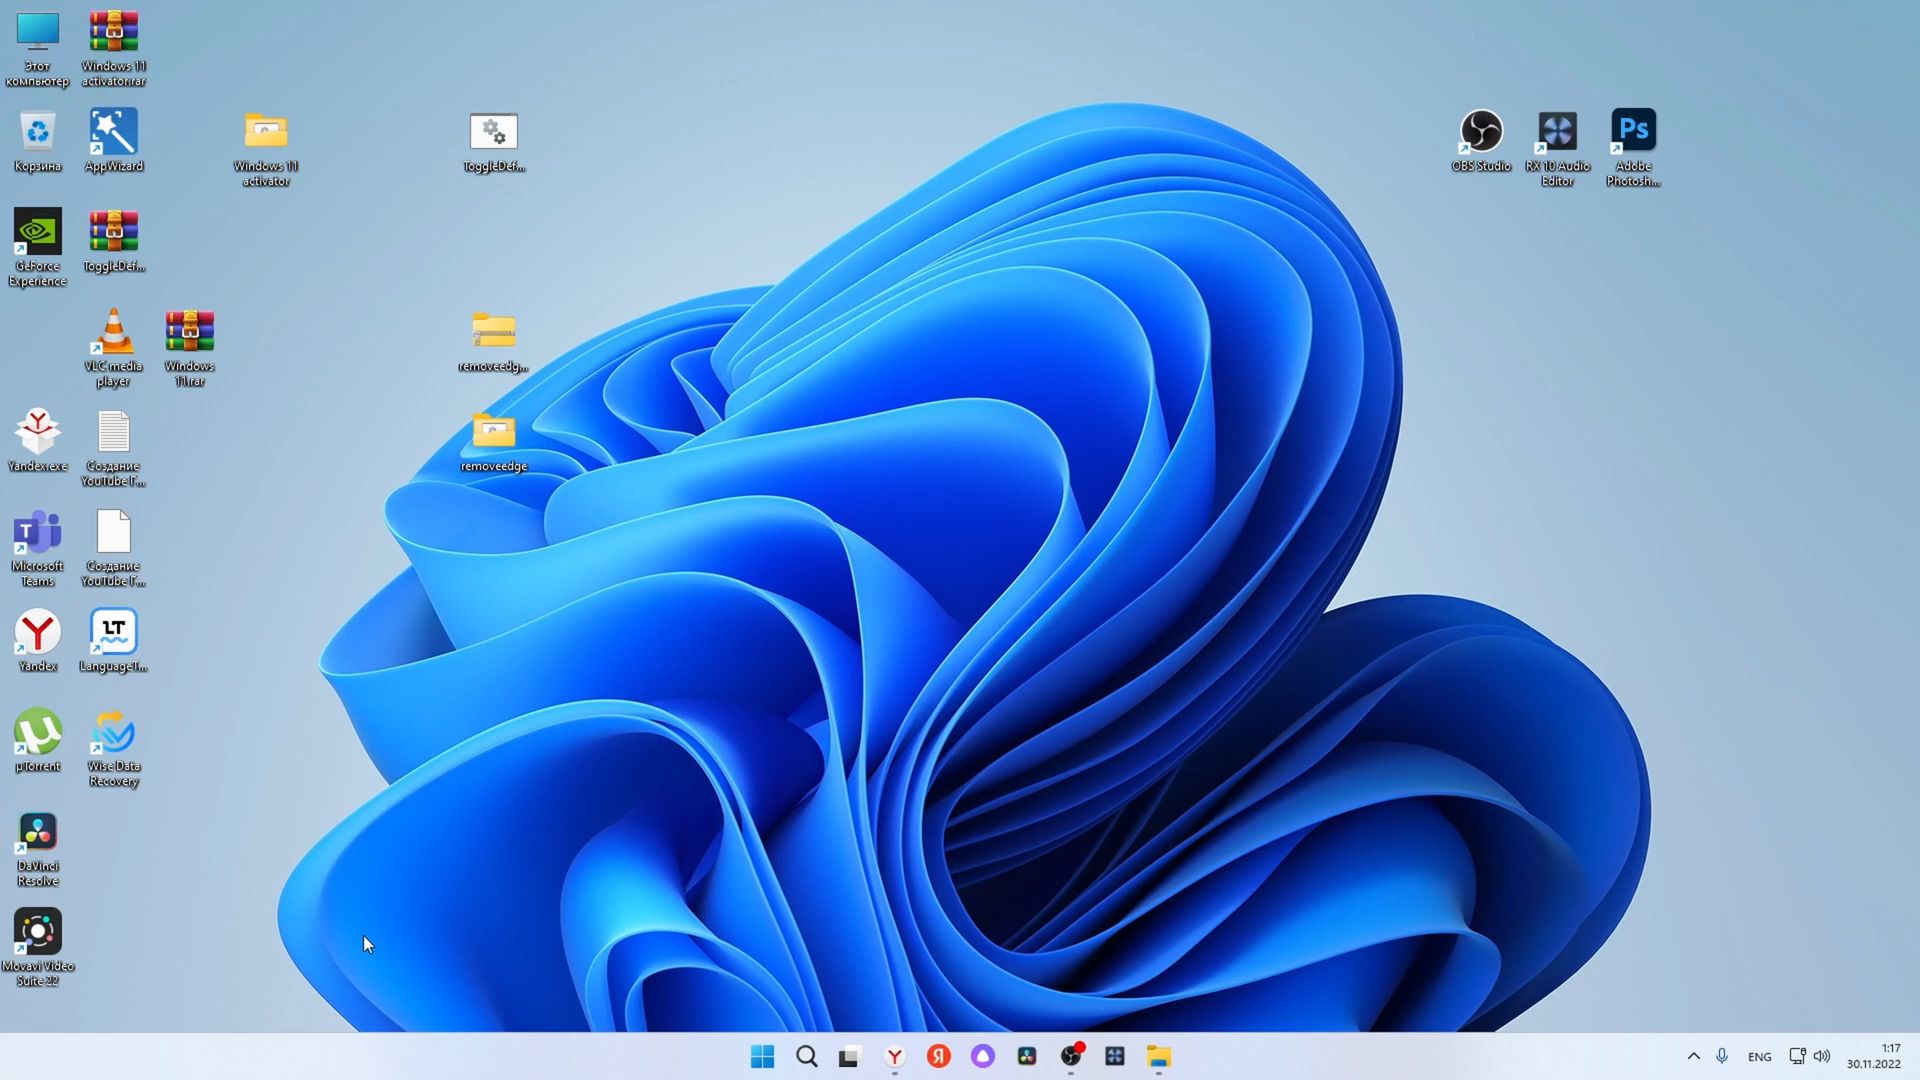 Этот
компьютер
Windows 11
activator.rar
Корзина
AppWizard
Windows 11
activator
ToggleDef...
OBS Studio
RX 10 Audio
Editor
Ps
Adobe
Photosh...
GeForce
Experience
ToggleDef...
VLC media
player
Windows
11.rar
removeedg...
Yandex.exe
Создание
YouTube Г...
removeedge
Microsoft
Teams
Создание
YouTube Г...
Yandex
LT
LanguageT...
µTorrent
Wise Data
Recovery
DaVinci
Resolve
Movavi Video
Suite 22
Я
ENG
1:17
30.11.2022